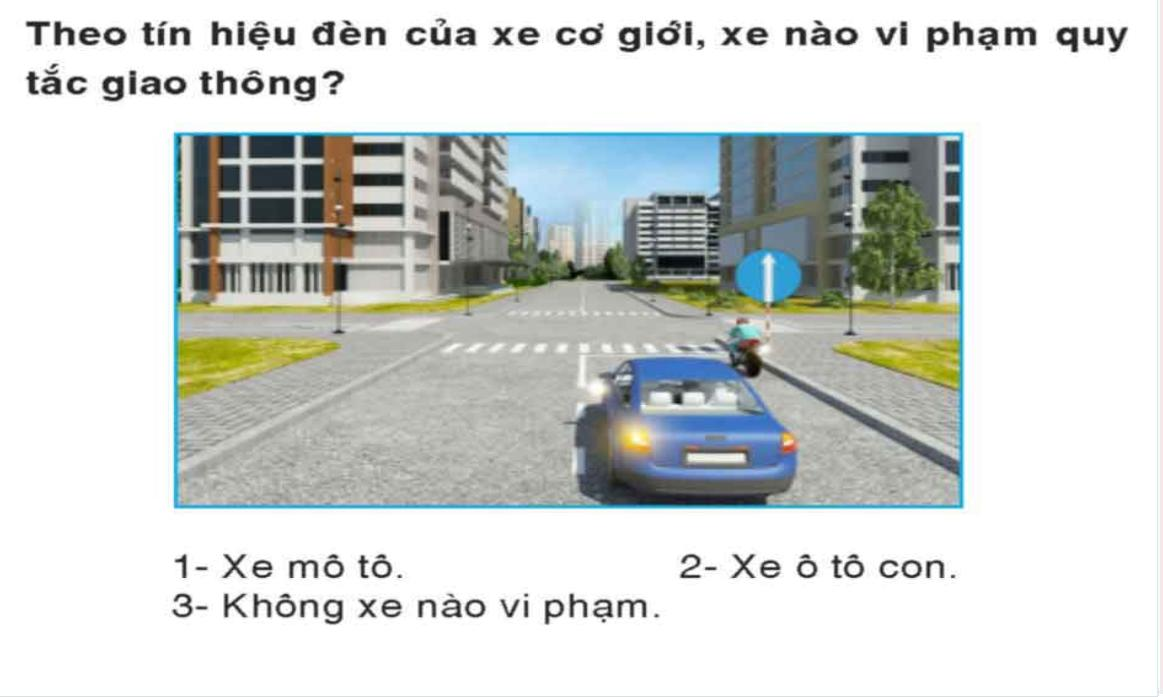 Theo tín hiệu đèn của xe cơ giới, xe nào vi phạm quy
tắc giao thông?
1- Xe mô tô.
2- Xe ô tô con.
3- Không xe nào vi phạm.